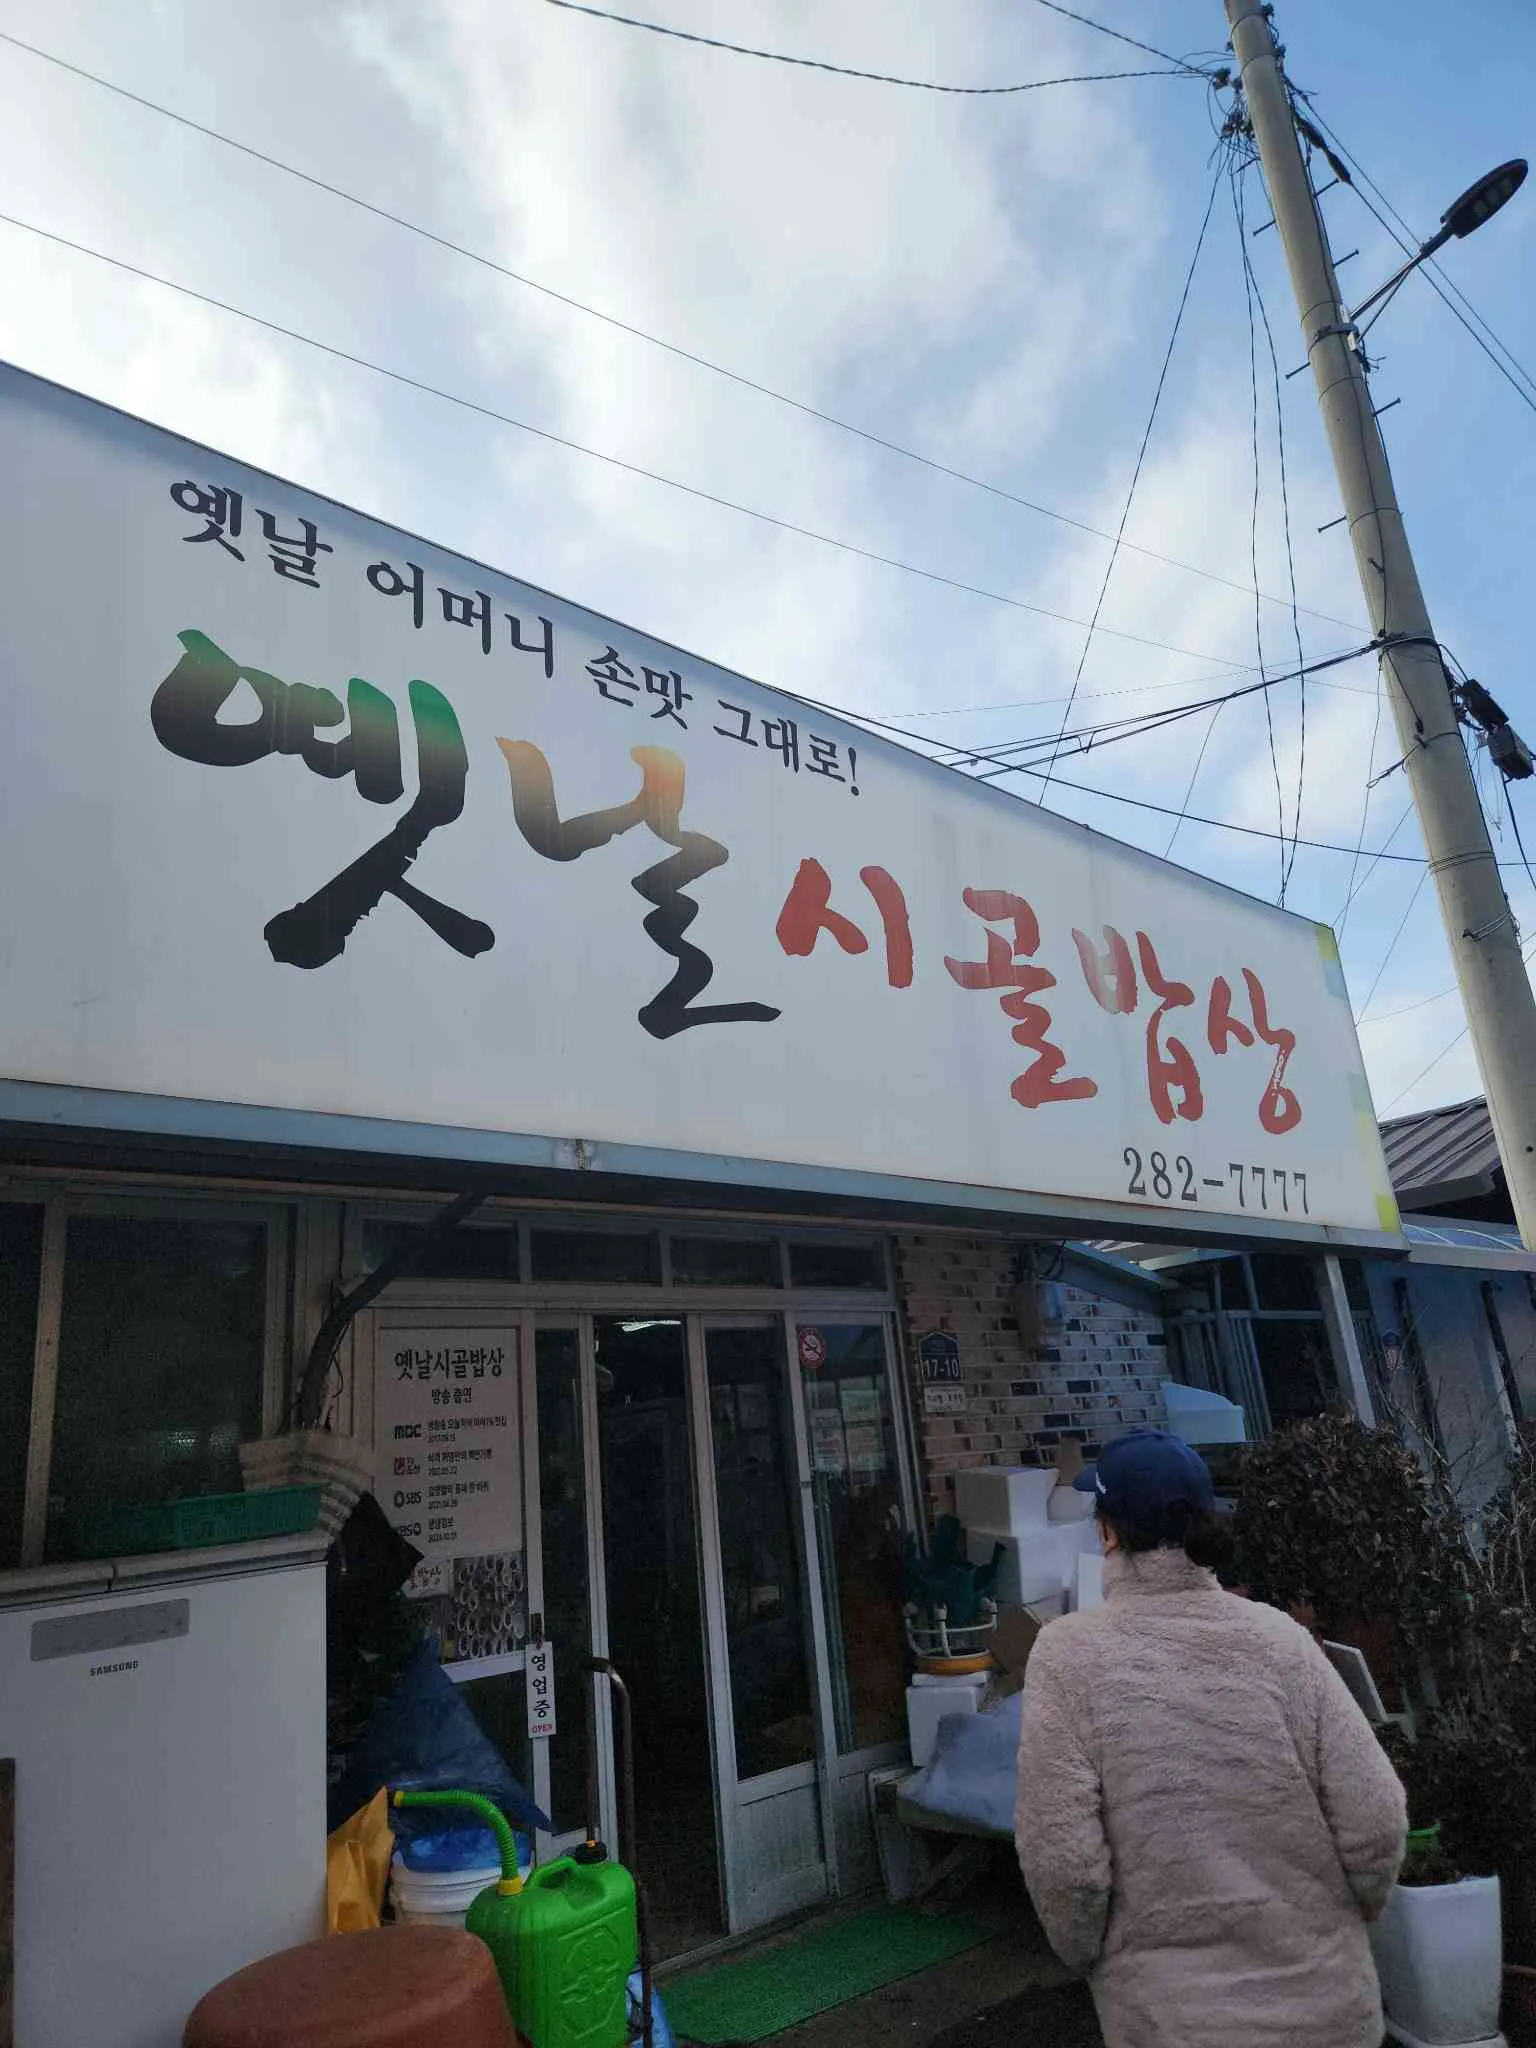 옛날 어머니 손맛 그대로!
옛날 시골밥상
282-7777
옛날시골밥상
방송 출연
MBC
SBS
KBS
17-10
영업중
OPEN
SAMSUNG